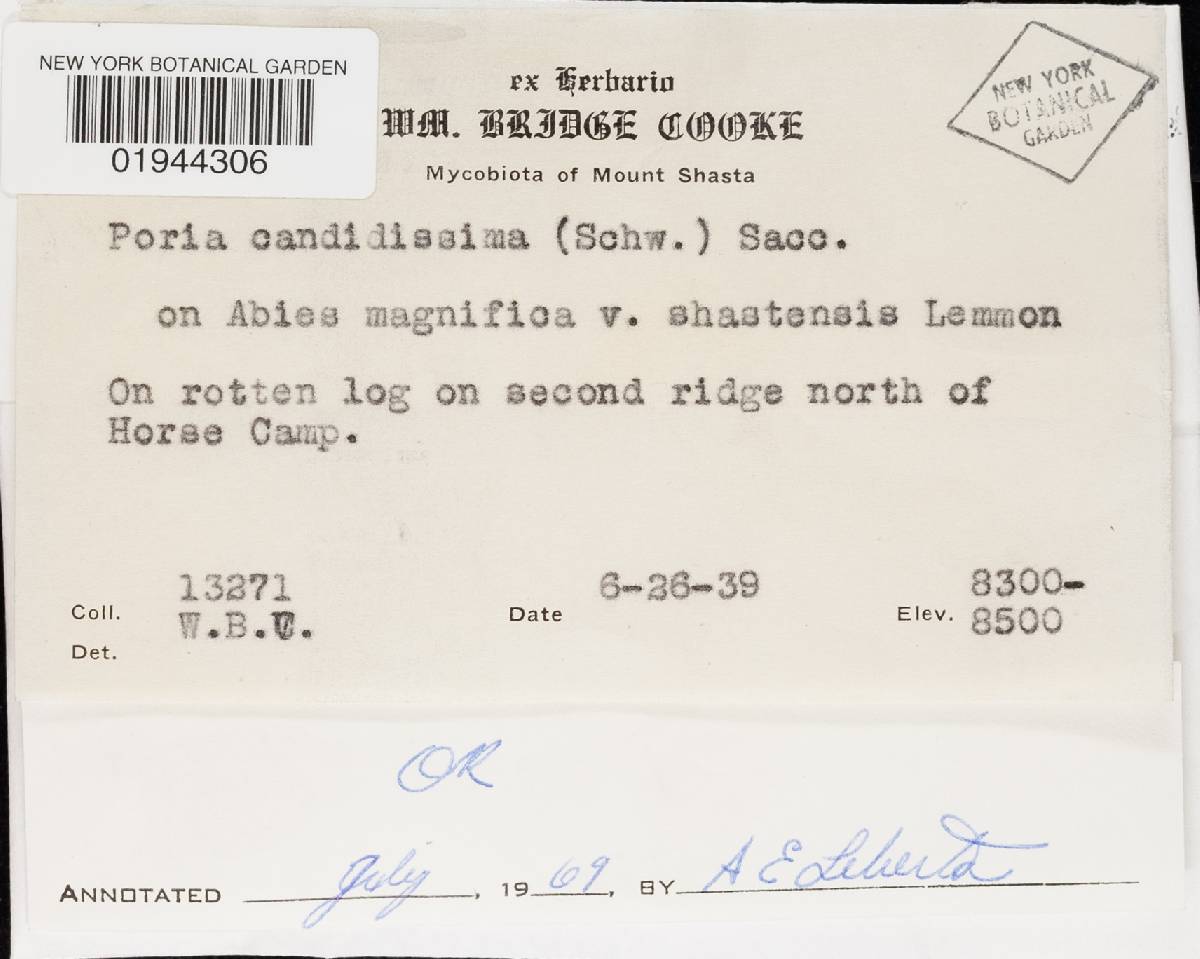 NEW YORK BOTANICAL GARDEN
01944306
ex Herbario
WM. BRIDGE COOKE
Mycobiota of Mount Shasta
NEW YORK
BOTANICAL
GARDEN
Poria candidissima (Schw.) Sacc.
on Abies magnifica v. shastensis Lemmon
On rotten log on second ridge north of
Horse Camp.
Coll. 13271
W.B.C.
Det.
Date 6-26-39
Elev. 8300-
8500
OK
ANNOTATED July, 1969, BY A E Liberta